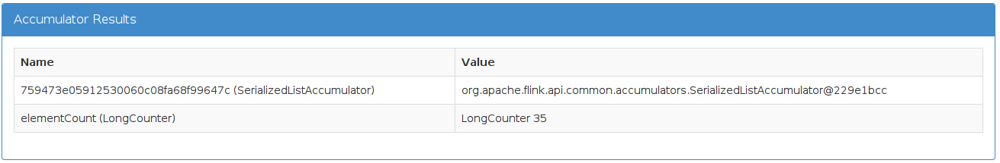 Accumulator Results
Name Value
759473e05912530060c08fa68f99647c (SerializedListAccumulator) org.apache.flink.api.common.accumulators.SerializedListAccumulator@229e1bcc
elementCount (LongCounter) LongCounter 35